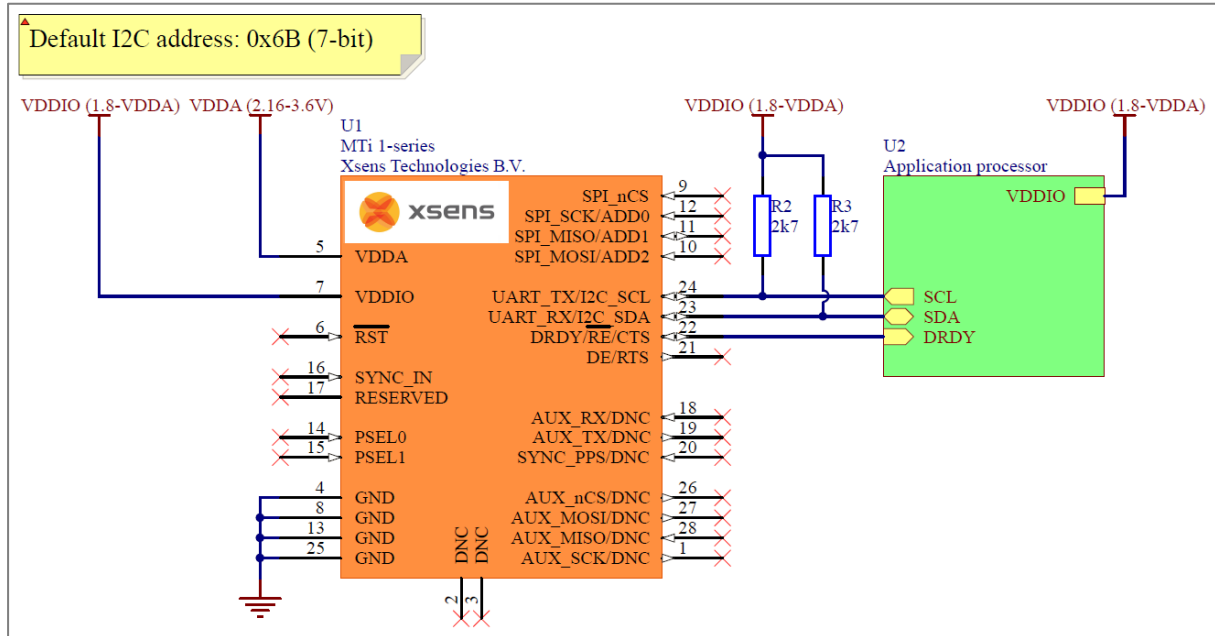 Default I2C address: 0x6B (7-bit)
VDDIO (1.8-VDDA) VDDA (2.16-3.6V) VDDIO (1.8-VDDA) VDDIO (1.8-VDDA)
U1
MTi 1-series
Xsens Technologies B.V.
U2
Application processor
xsens
5 VDDA
7 VDDIO
6 RST
16 SYNC_IN
17 RESERVED
14 PSEL0
15 PSEL1
4 GND
8 GND
13 GND
25 GND
DNC 2
DNC 3
SPI_nCS 9
SPI_SCK/ADD0 12
SPI_MISO/ADD1 11
SPI_MOSI/ADD2 10
UART_TX/I2C_SCL 24
UART_RX/I2C_SDA 23
DRDY/RE/CTS 22
DE/RTS 21
AUX_RX/DNC 18
AUX_TX/DNC 19
SYNC_PPS/DNC 20
AUX_nCS/DNC 26
AUX_MOSI/DNC 27
AUX_MISO/DNC 28
AUX_SCK/DNC 1
R2
2k7
R3
2k7
VDDIO
SCL
SDA
DRDY